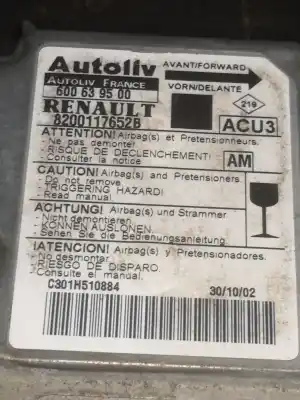 Autoliv
AVANT/FORWARD
AUTOLIV FRANCE
600 63 95 00
VORN/DELANTE
219
RENAULT
8200117652B
ACU3
ATTENTION! Airbag(s) et Pretensionneurs.
- Ne pas demonter
- RISQUE DE DECLENCHEMENT!
- Consulter la notice
AM
CAUTION! Airbag(s) and Pretensioners
- Do not remove
- TRIGGERING HAZARD!
- Read manual
ACHTUNG! Airbag(s) und Strammer
- Nicht demontieren
- KÖNNEN AUSLÖSEN
- Sehen Sie die Bedienungsanleitung
¡ATENCION! Airbag(s) y Pretensionadores.
- No desmontar
¡RIESGO DE DISPARO
¡Consulte el manual.
C301H510884
30/10/02